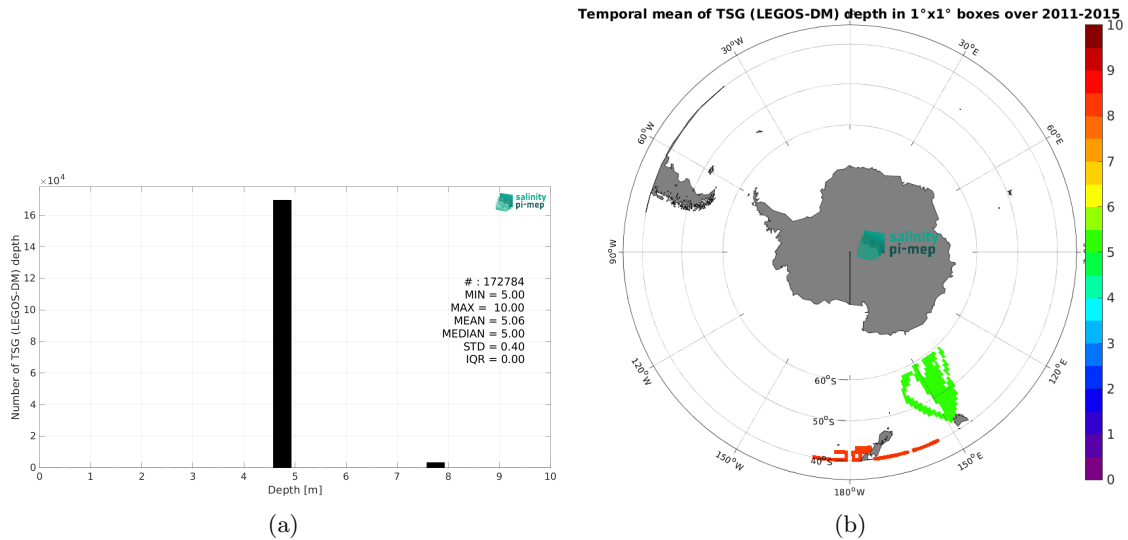 ×10⁴
16
14
12
10
8
6
4
2
0
Number of TSG (LEGOS-DM) depth
salinity
pi-mep
# : 172784
MIN = 5.00
MAX = 10.00
MEAN = 5.06
MEDIAN = 5.00
STD = 0.40
IQR = 0.00
0 1 2 3 4 5 6 7 8 9 10
Depth [m]
(a)
Temporal mean of TSG (LEGOS-DM) depth in 1°x1° boxes over 2011-2015
30°W
30°E
60°W
60°E
90°W
120°W
120°E
150°W
150°E
180°W
60°S
50°S
40°S
salinity
pi-mep
10
9
8
7
6
5
4
3
2
1
0
(b)